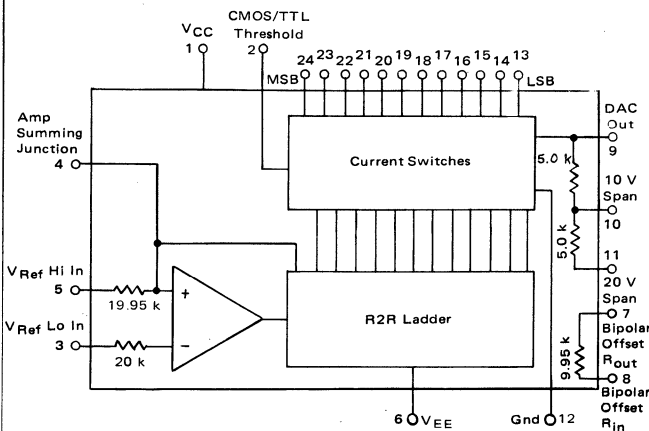 CMOS/TTL
Threshold
2
VCC
1
24 23 22 21 20 19 18 17 16 15 14 13
MSB
LSB
Amp
Summing
Junction
4
Current Switches
DAC
Out
9
5.0 k
10 V
Span
10
5.0 k
11
20 V
Span
VRef Hi In
5
19.95 k
+
VRef Lo In
3
20 k
−
R2R Ladder
7
Bipolar
Offset
Rout
9.95 k
8
Bipolar
Offset
Rin
6 VEE
Gnd 12